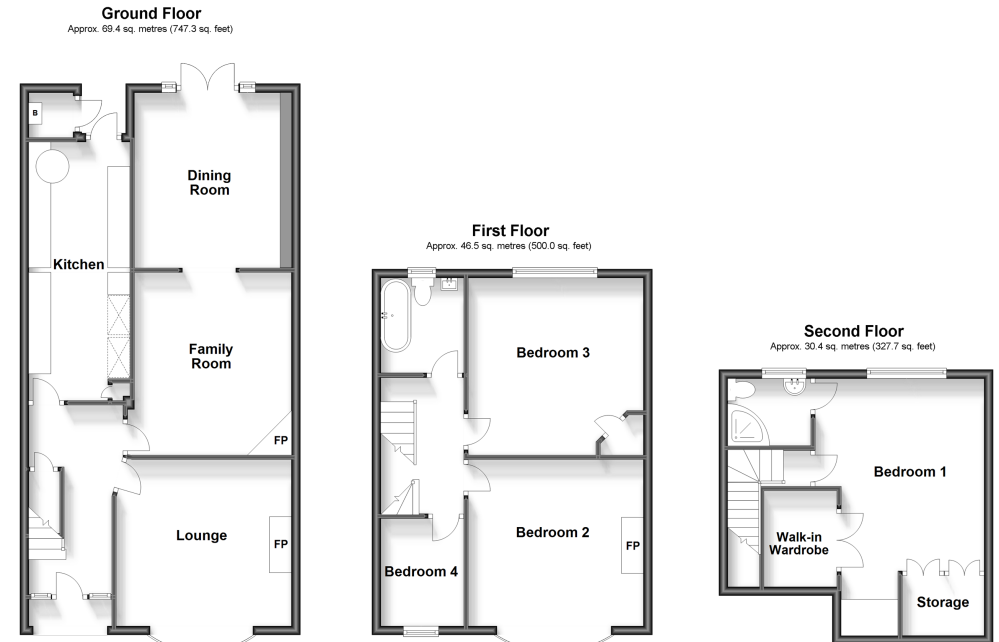 Ground Floor
Approx. 69.4 sq. metres (747.3 sq. feet)
B
Dining
Room
Kitchen
Family
Room
FP
Lounge
FP
First Floor
Approx. 46.5 sq. metres (500.0 sq. feet)
Bedroom 3
Bedroom 2
FP
Bedroom 4
Second Floor
Approx. 30.4 sq. metres (327.7 sq. feet)
Bedroom 1
Walk-in
Wardrobe
Storage